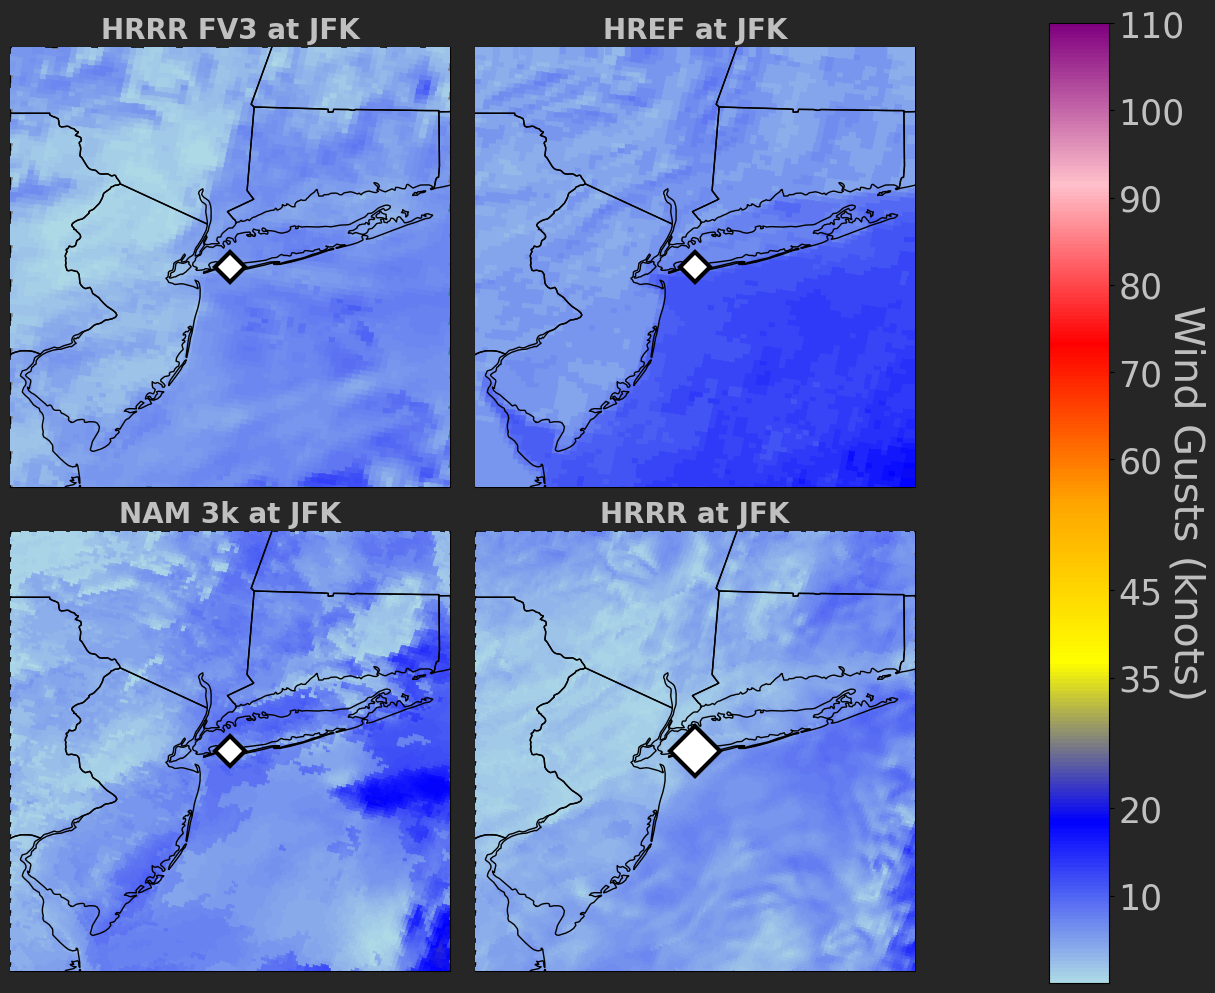 HRRR FV3 at JFK
HREF at JFK
NAM 3k at JFK
HRRR at JFK
110
100
90
80
70
60
45
35
20
10
Wind Gusts (knots)